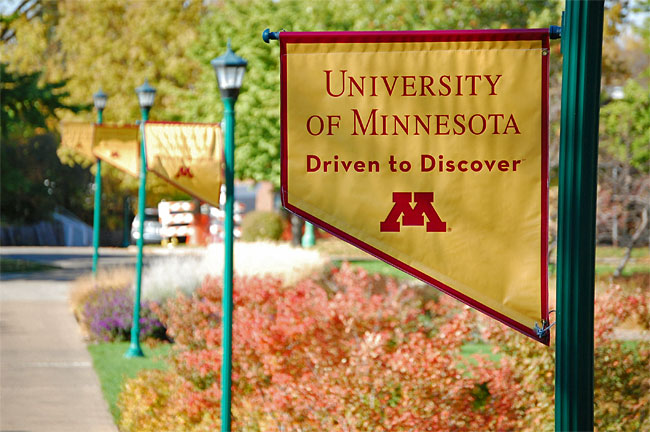 UNIVERSITY
OF MINNESOTA
Driven to Discover
M